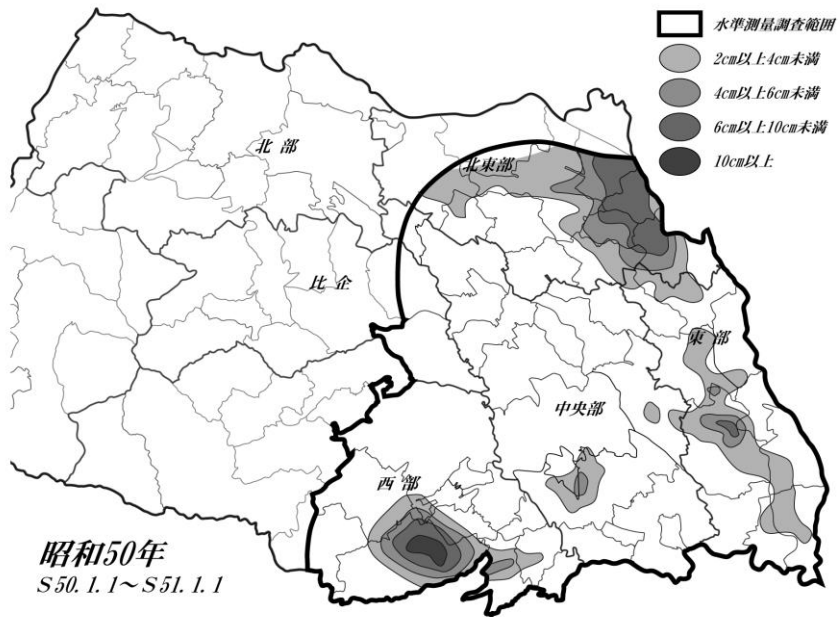 水準測量調査範囲
2cm以上4cm未満
4cm以上6cm未満
6cm以上10cm未満
10cm以上
北部
北東部
比企
東部
中央部
西部
昭和50年
S50.1.1～S51.1.1